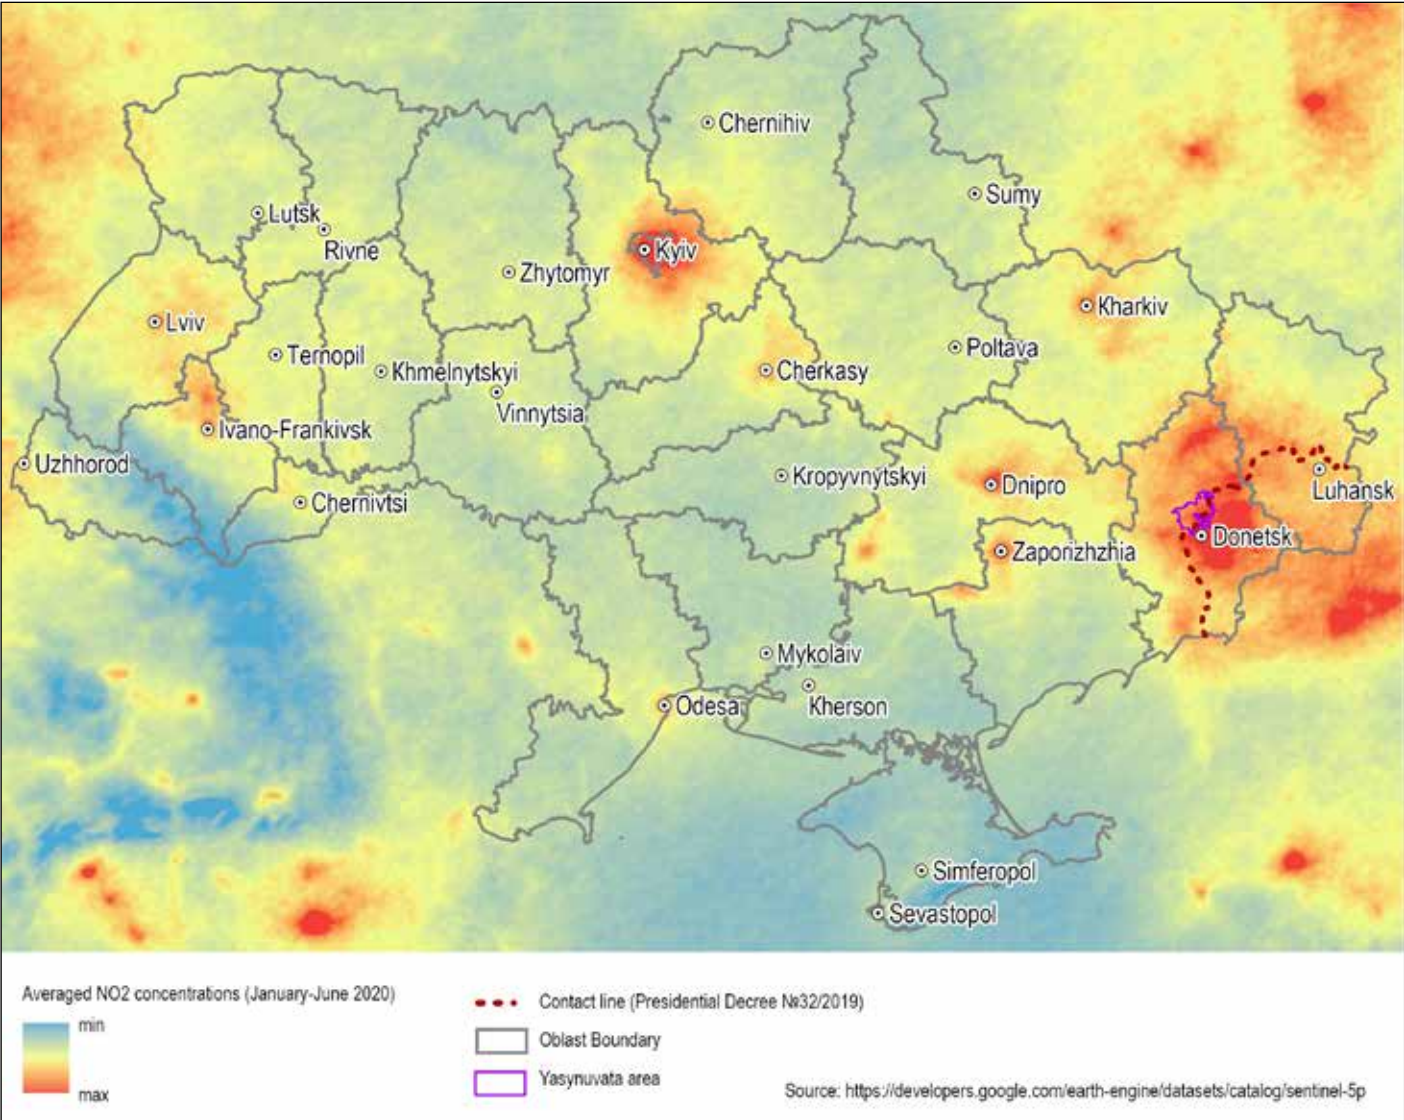 Chernihiv
Sumy
Lutsk
Rivne
Kyiv
Zhytomyr
Lviv
Kharkiv
Ternopil
Poltava
Khmelnytskyi
Cherkasy
Vinnytsia
Ivano-Frankivsk
Uzhhorod
Kropyvnytskyi
Dnipro
Luhansk
Chernivtsi
Donetsk
Zaporizhzhia
Mykolaiv
Odesa
Kherson
Simferopol
Sevastopol
Averaged NO2 concentrations (January-June 2020)
min
max
Contact line (Presidential Decree №32/2019)
Oblast Boundary
Yasynuvata area
Source: https://developers.google.com/earth-engine/datasets/catalog/sentinel-5p